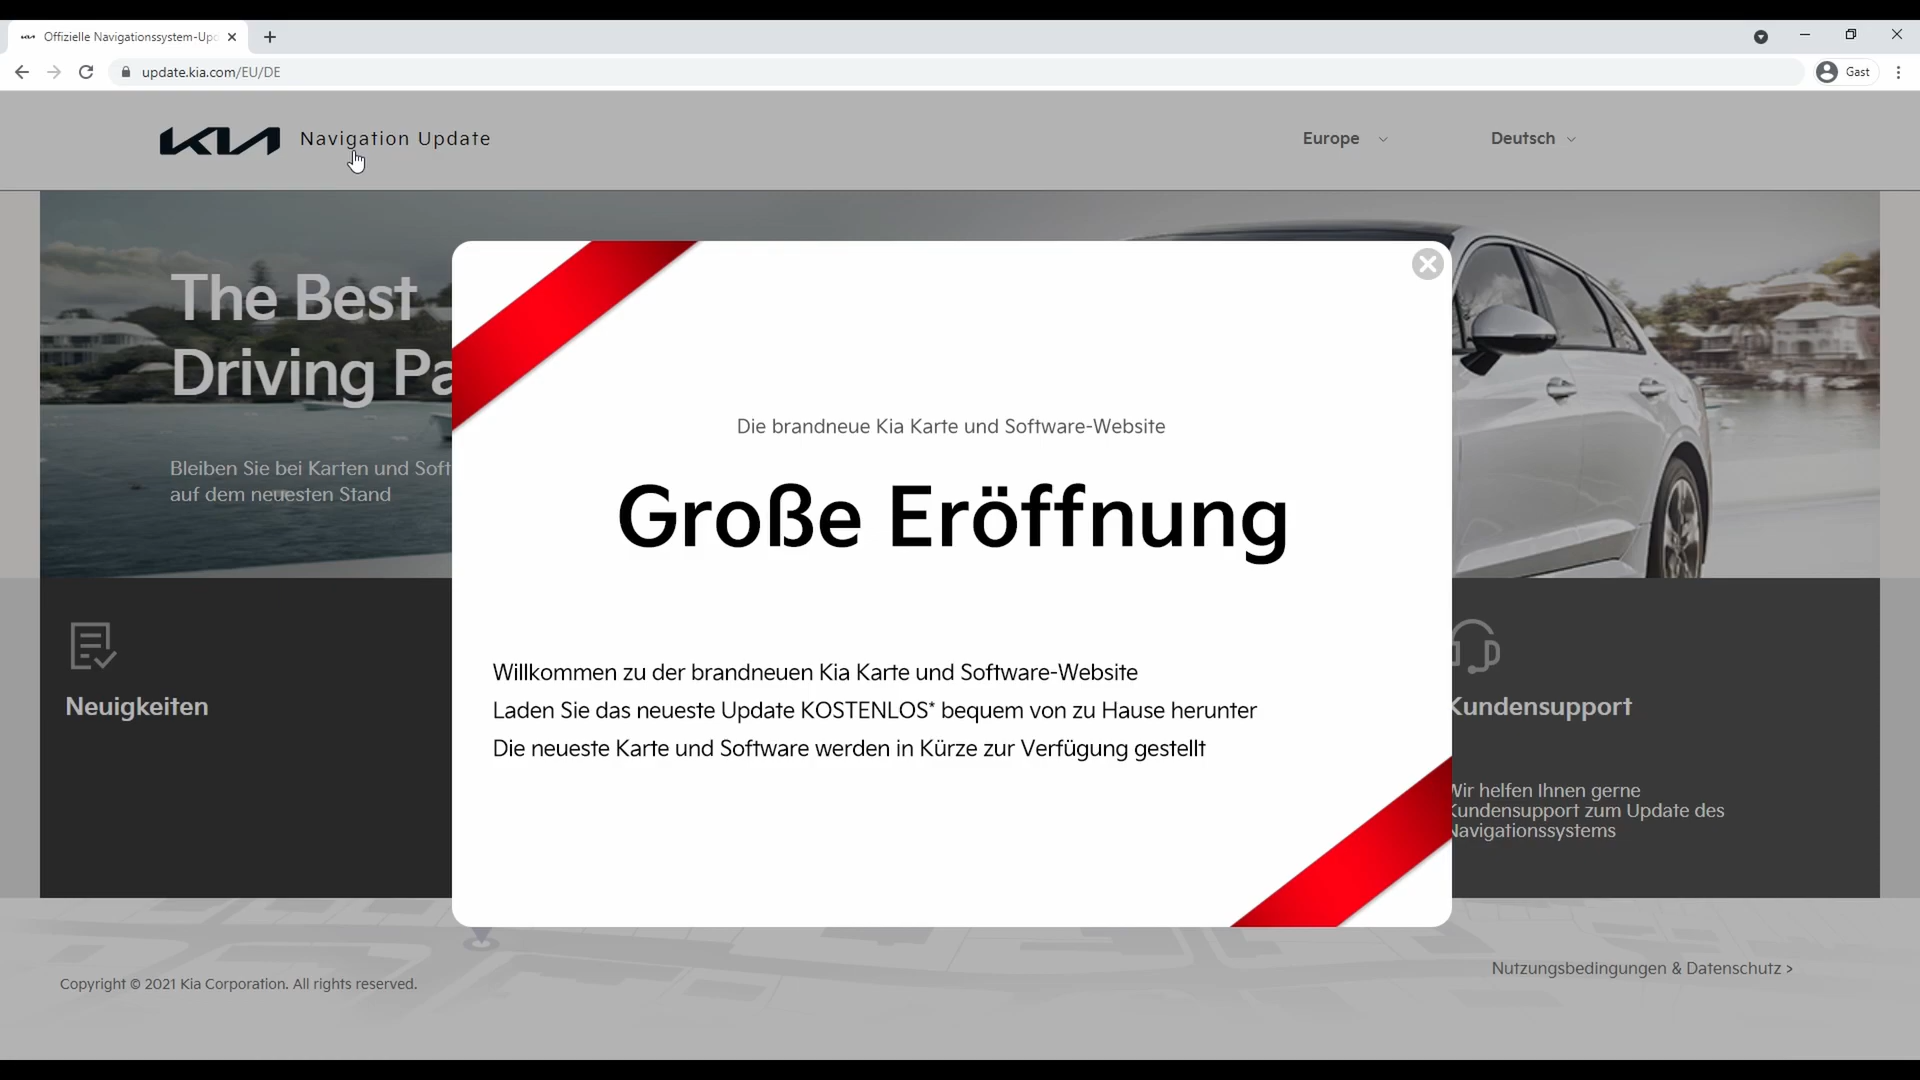 Offizielle Navigationssystem-Upd
update.kia.com/EU/DE
Gast
KIA Navigation Update
Europe
Deutsch
The Best
Driving Pa
Bleiben Sie bei Karten und Soft
auf dem neuesten Stand
Die brandneue Kia Karte und Software-Website
Große Eröffnung
Willkommen zu der brandneuen Kia Karte und Software-Website
Laden Sie das neueste Update KOSTENLOS* bequem von zu Hause herunter
Die neueste Karte und Software werden in Kürze zur Verfügung gestellt
Neuigkeiten
Kundensupport
Wir helfen Ihnen gerne
Kundensupport zum Update des
Navigationssystems
Nutzungsbedingungen & Datenschutz >
Copyright © 2021 Kia Corporation. All rights reserved.